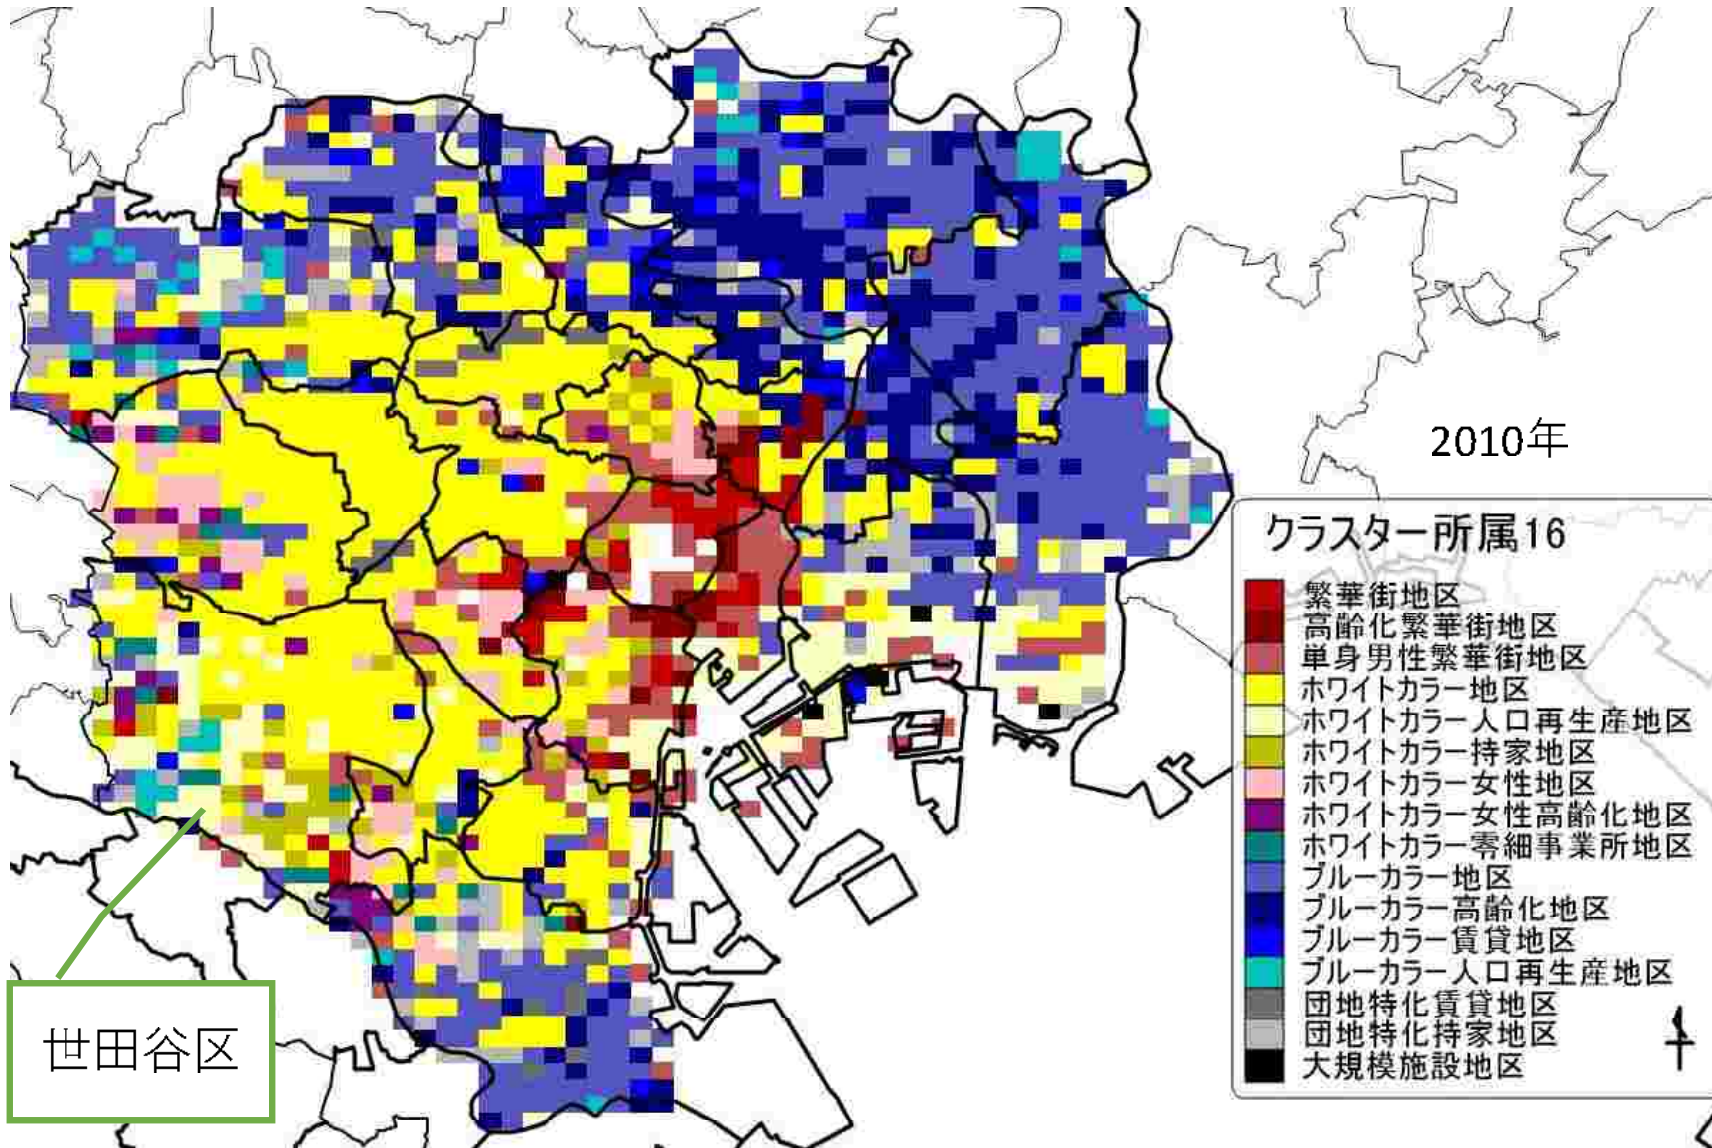 2010年
クラスター所属16
繁華街地区
高齢化繁華街地区
単身男性繁華街地区
ホワイトカラー地区
ホワイトカラー人口再生産地区
ホワイトカラー持家地区
ホワイトカラー女性地区
ホワイトカラー女性高齢化地区
ホワイトカラー零細事業所地区
ブルーカラー地区
ブルーカラー高齢化地区
ブルーカラー賃貸地区
ブルーカラー人口再生産地区
団地特化賃貸地区
団地特化持家地区
大規模施設地区
世田谷区